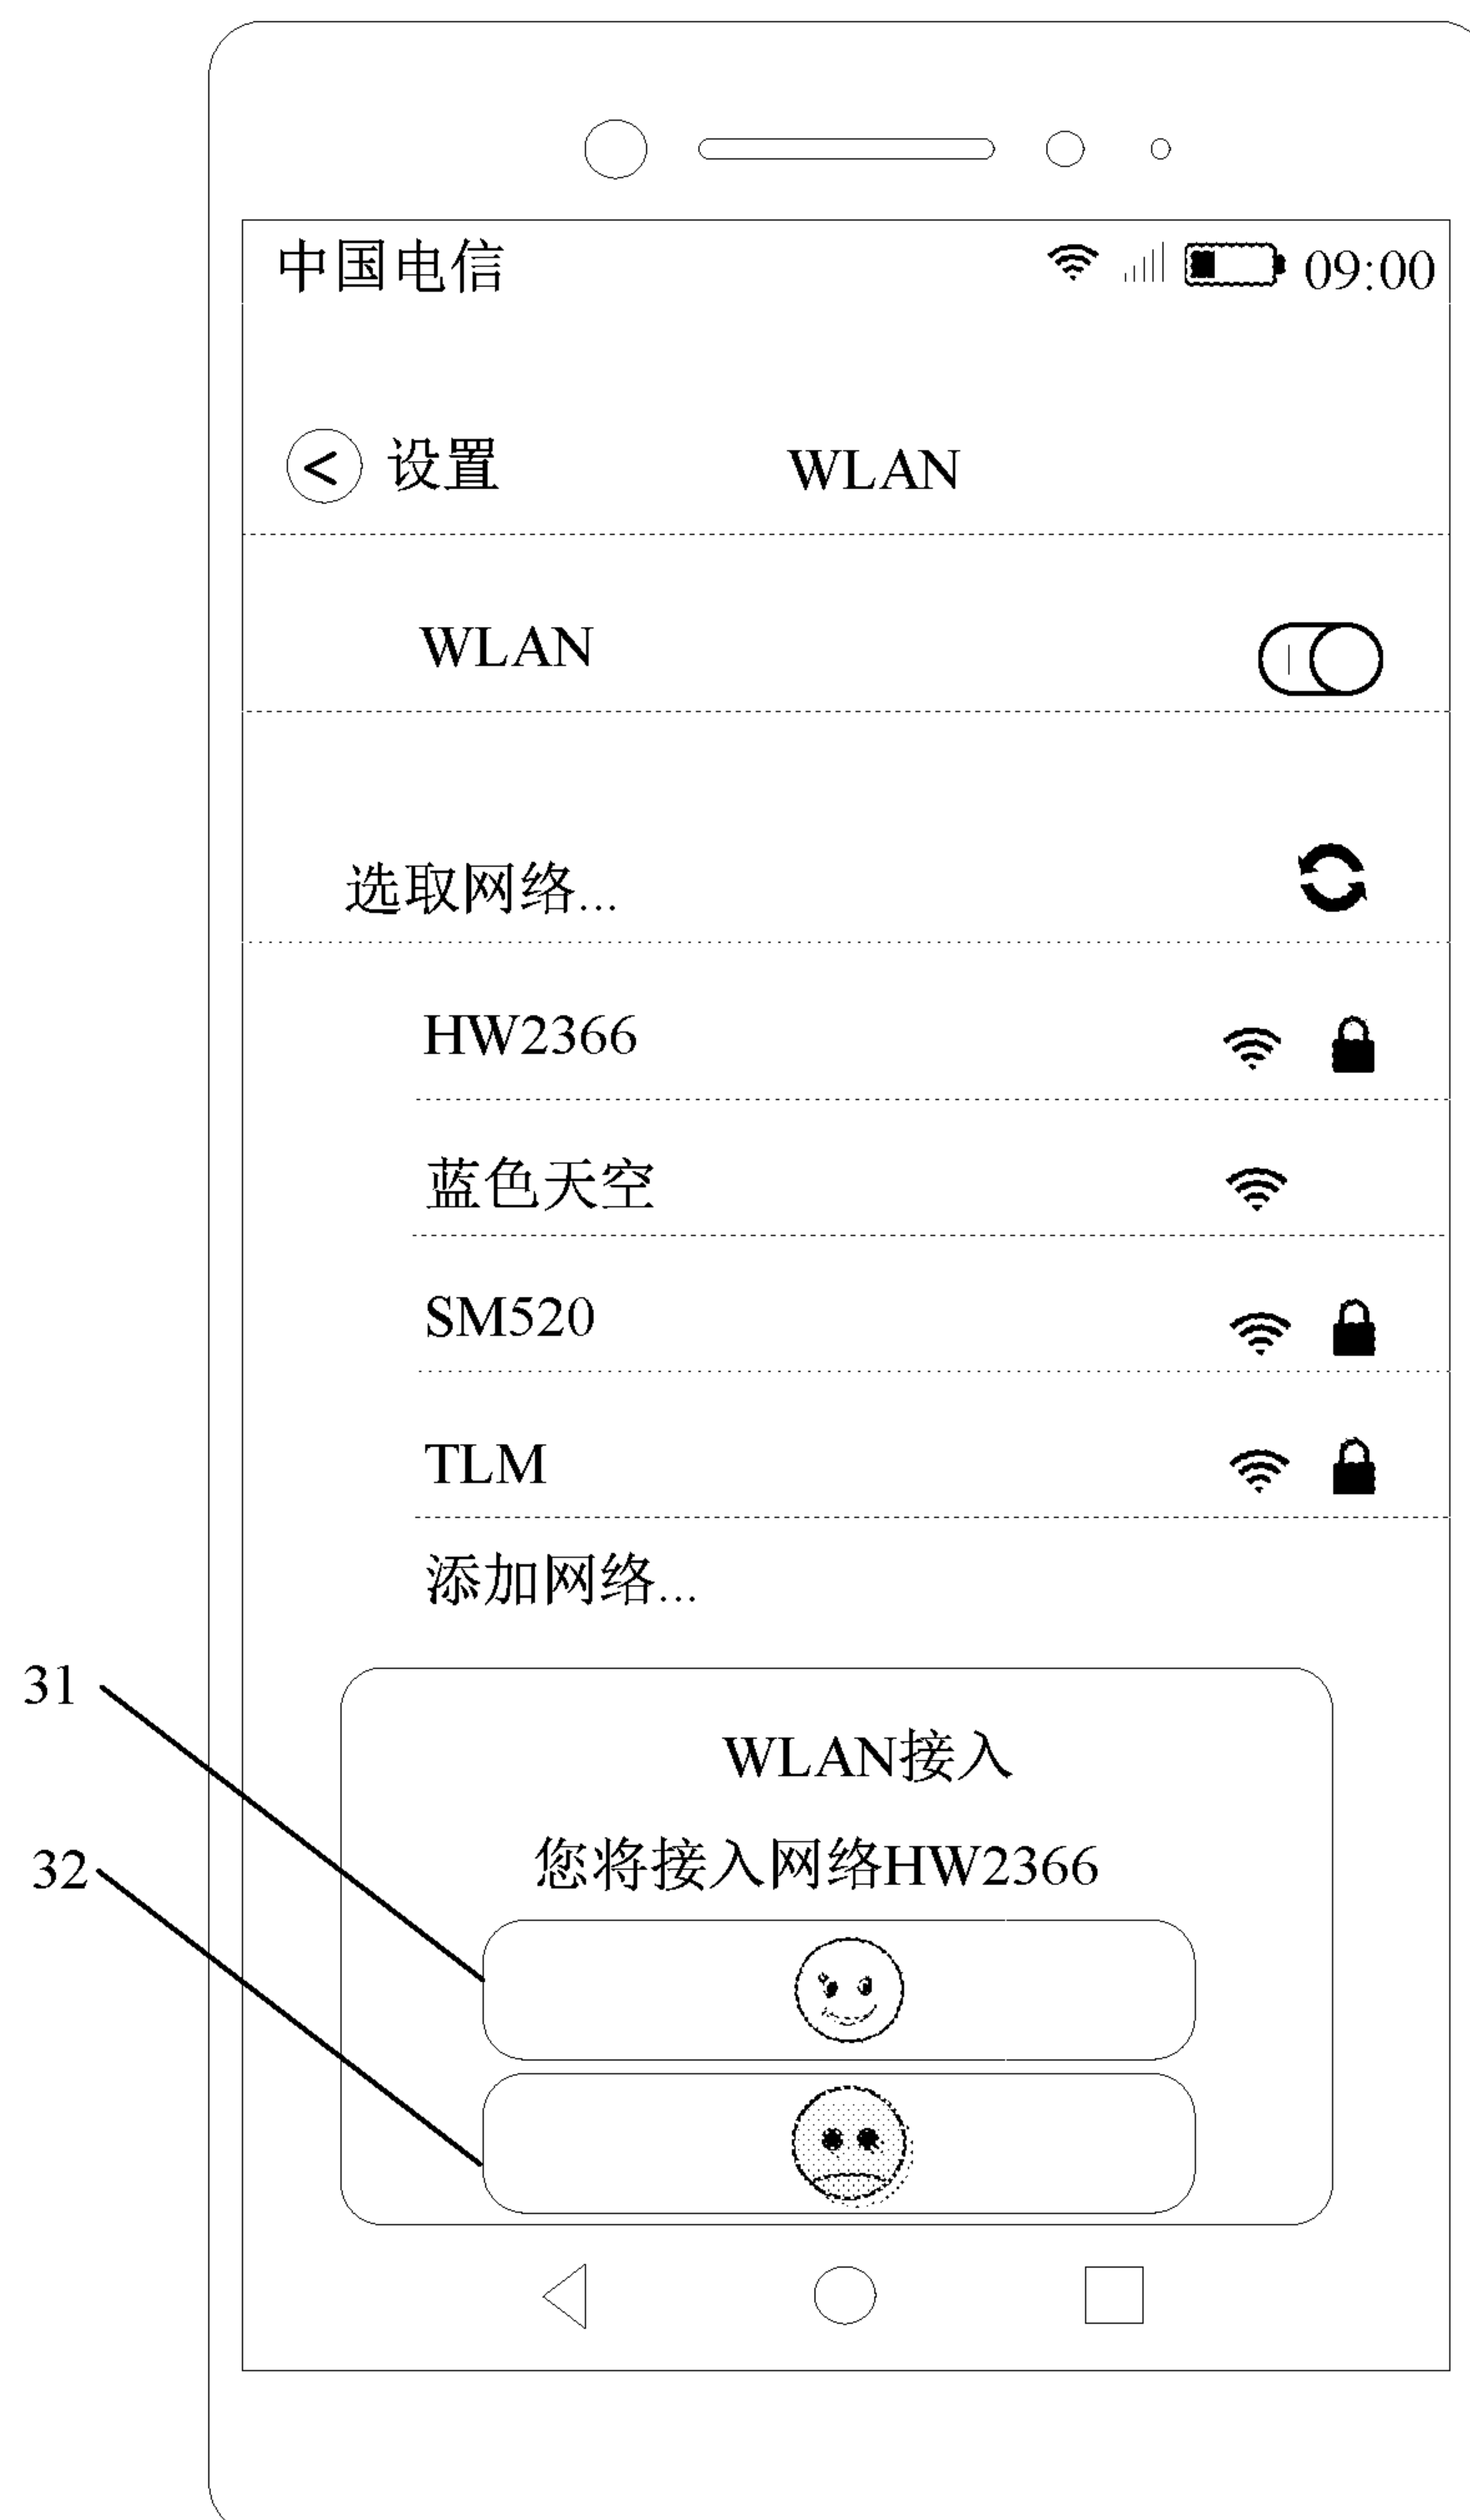 中国电信 09:00
< 设置 WLAN
WLAN
选取网络...
HW2366
蓝色天空
SM520
TLM
添加网络...
31
WLAN接入
32
您将接入网络HW2366